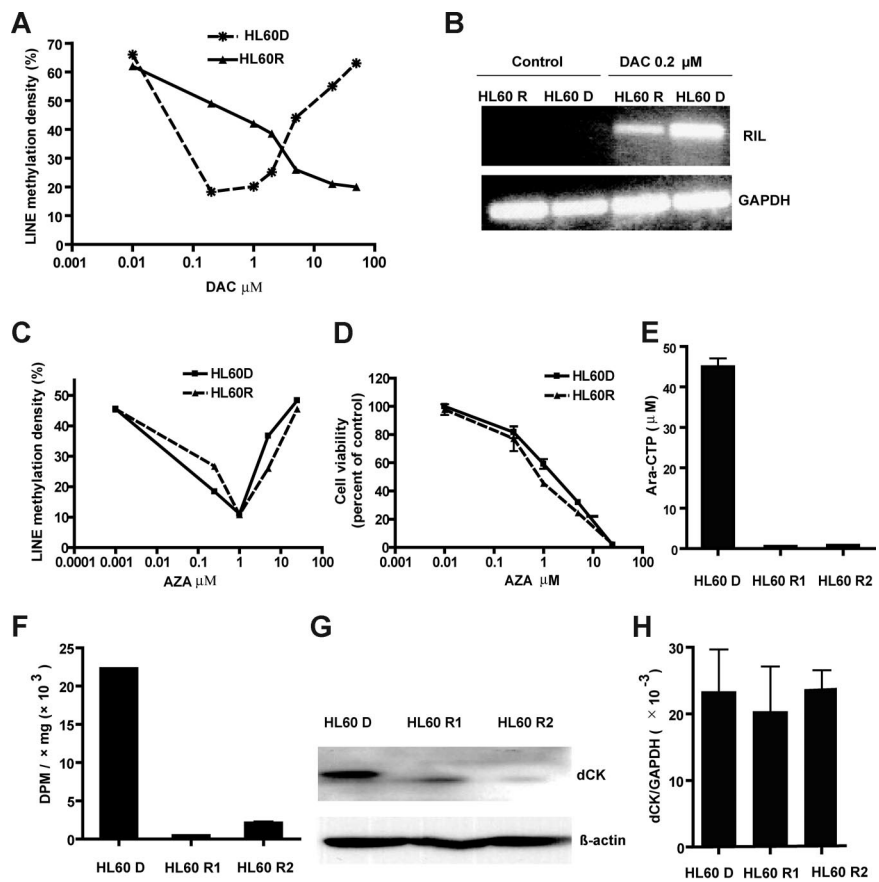 A
HL60D
HL60R
LINE methylation density (%)
70
60
50
40
30
20
10
0
0.001 0.01 0.1 1 10 100
DAC μM
B
Control DAC 0.2 μM
HL60 R HL60 D HL60 R HL60 D
RIL
GAPDH
C
HL60D
HL60R
LINE methylation density (%)
50
40
30
20
10
0
0.0001 0.001 0.01 0.1 1 10 100
AZA μM
D
HL60D
HL60R
Cell viability
(percent of control)
120
100
80
60
40
20
0
0.001 0.01 0.1 1 10 100
AZA μM
E
Ara-CTP (μM)
50
40
30
20
10
0
HL60 D HL60 R1 HL60 R2
F
DPM / × mg (× 10 3)
25
20
15
10
5
0
HL60 D HL60 R1 HL60 R2
G
HL60 D HL60 R1 HL60 R2
dCK
ß-actin
H
dCK/GAPDH ( × 10 -3)
30
20
10
0
HL60 D HL60 R1 HL60 R2